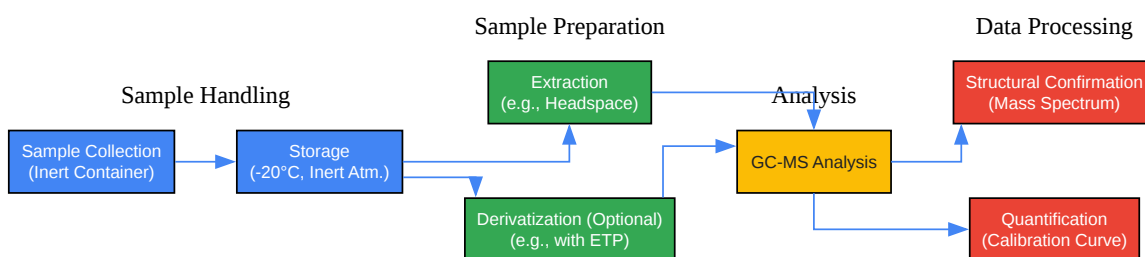 Sample Handling
Sample Collection
(Inert Container)
Storage
(-20°C, Inert Atm.)
Sample Preparation
Extraction
(e.g., Headspace)
Derivatization (Optional)
(e.g., with ETP)
Analysis
GC-MS Analysis
Data Processing
Structural Confirmation
(Mass Spectrum)
Quantification
(Calibration Curve)